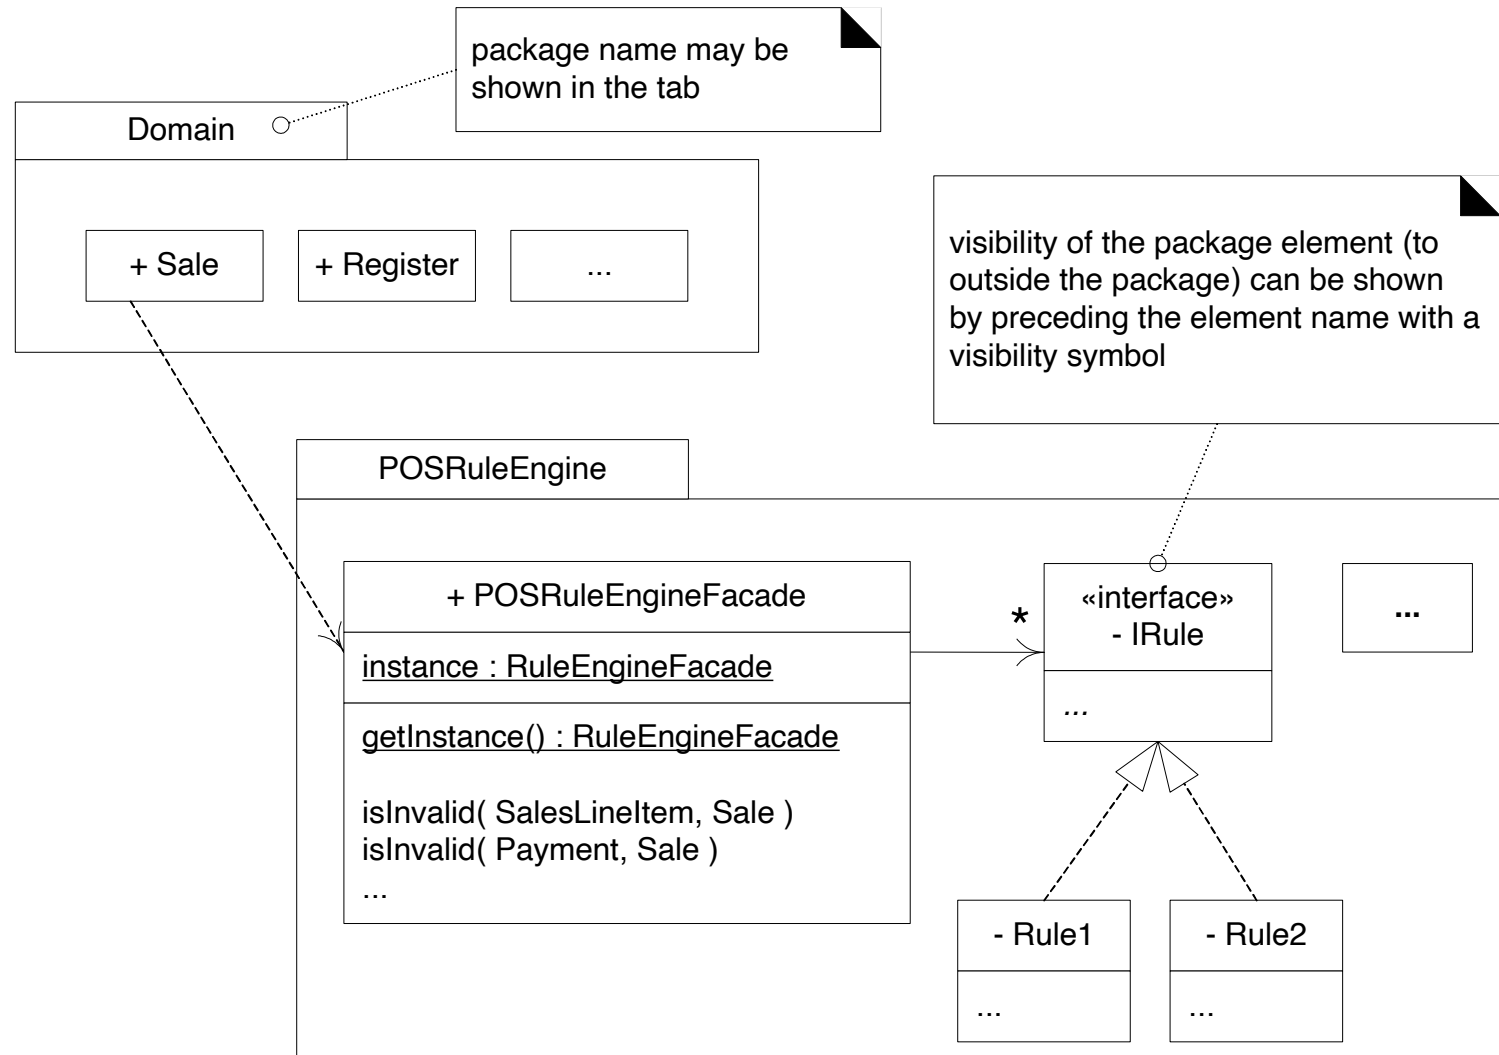 package name may be
shown in the tab
Domain
+ Sale
+ Register
...
visibility of the package element (to
outside the package) can be shown
by preceding the element name with a
visibility symbol
POSRuleEngine
+ POSRuleEngineFacade
instance : RuleEngineFacade
getInstance() : RuleEngineFacade
isInvalid( SalesLineItem, Sale )
isInvalid( Payment, Sale )
...
*
«interface»
- IRule
...
...
- Rule1
...
- Rule2
...